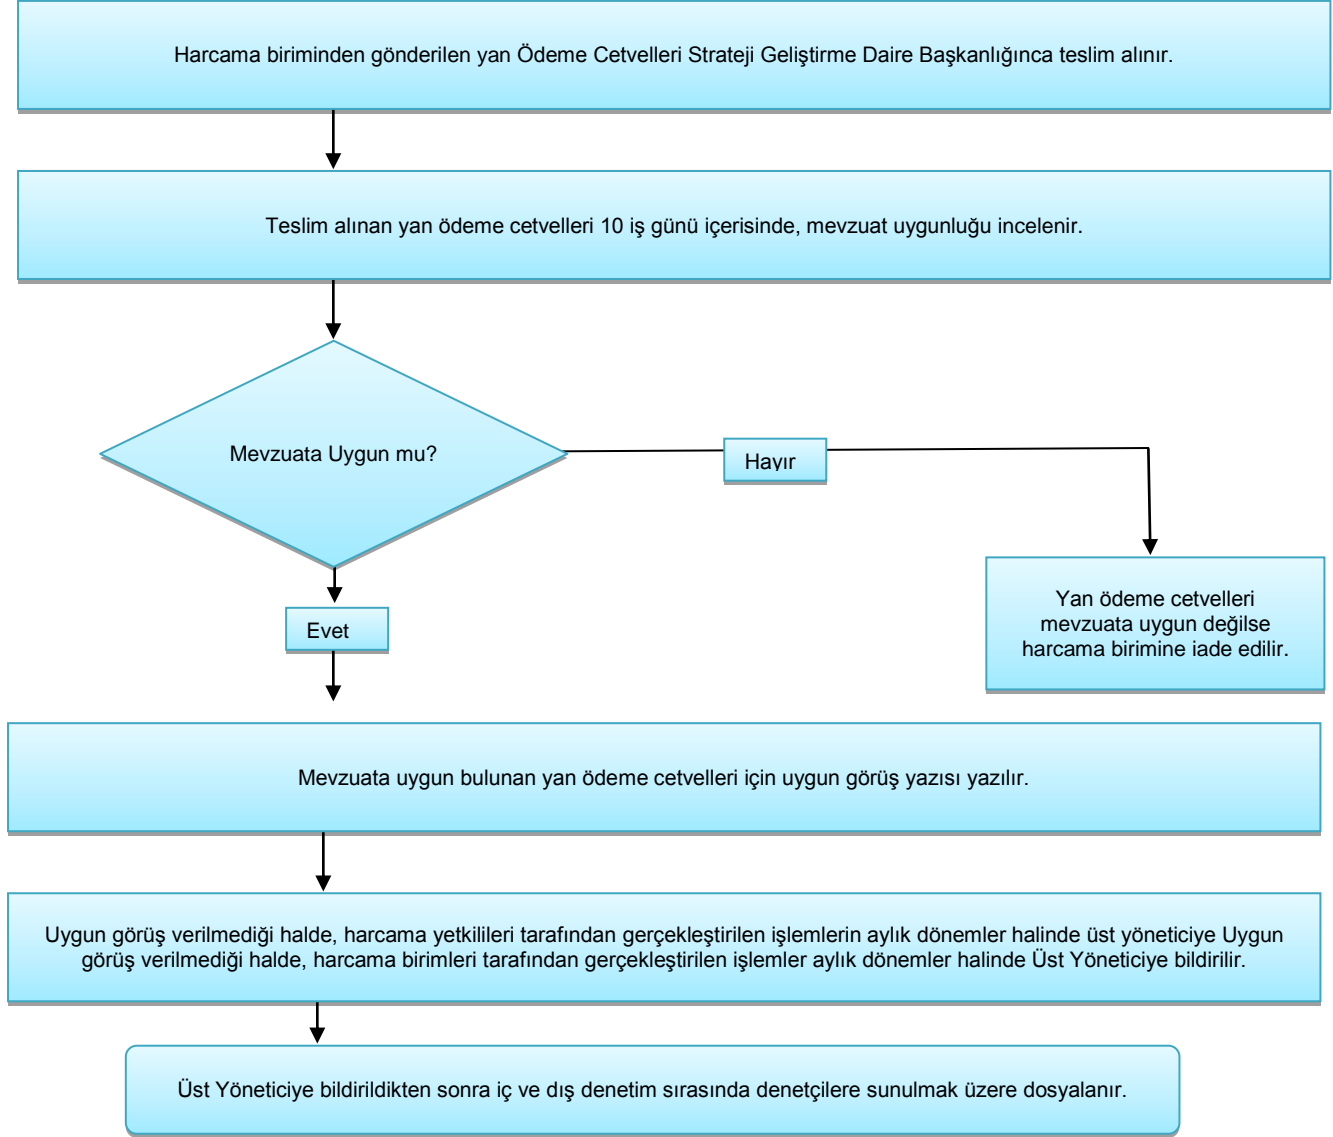 Harcama biriminden gönderilen yan Ödeme Cetvelleri Strateji Geliştirme Daire Başkanlığınca teslim alınır.
Teslim alınan yan ödeme cetvelleri 10 iş günü içerisinde, mevzuat uygunluğu incelenir.
Mevzuata Uygun mu?
Hayır
Yan ödeme cetvelleri
mevzuata uygun değilse
harcama birimine iade edilir.
Evet
Mevzuata uygun bulunan yan ödeme cetvelleri için uygun görüş yazısı yazılır.
Uygun görüş verilmediği halde, harcama yetkilileri tarafından gerçekleştirilen işlemlerin aylık dönemler halinde üst yöneticiye Uygun
görüş verilmediği halde, harcama birimleri tarafından gerçekleştirilen işlemler aylık dönemler halinde Üst Yöneticiye bildirilir.
Üst Yöneticiye bildirildikten sonra iç ve dış denetim sırasında denetçilere sunulmak üzere dosyalanır.